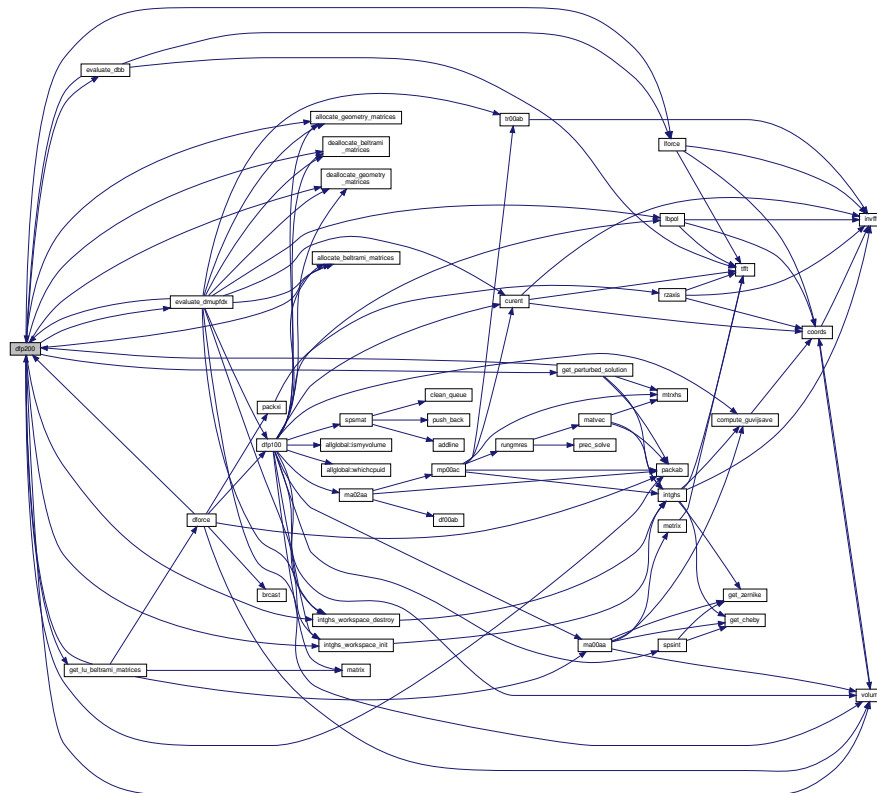 evaluate_dbb
allocate_geometry_matrices
tr00ab
deallocate_beltrami
_matrices
lforce
deallocate_geometry
_matrices
lbpol
invfft
allocate_beltrami_matrices
tfft
rzaxis
evaluate_dmupfdx
curent
coords
dfp200
get_perturbed_solution
clean_queue
mtrxhs
packxi
spsmat
push_back
matvec
compute_guvijsave
dfp100
allglobal::ismyvolume
addline
rungmres
prec_solve
allglobal::whichcpuid
mp00ac
packab
ma02aa
intghs
dforce
df00ab
metrix
brcast
get_zernike
intghs_workspace_destroy
get_cheby
intghs_workspace_init
ma00aa
spsint
get_lu_beltrami_matrices
matrix
volum